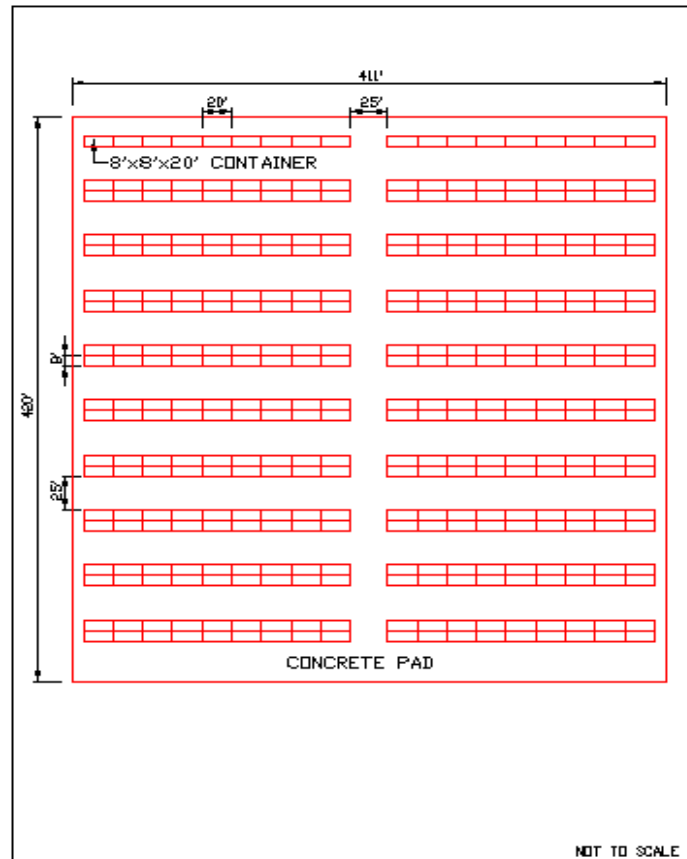 411'
20'
25'
8'x8'x20' CONTAINER
8'
420'
25'
CONCRETE PAD
NOT TO SCALE